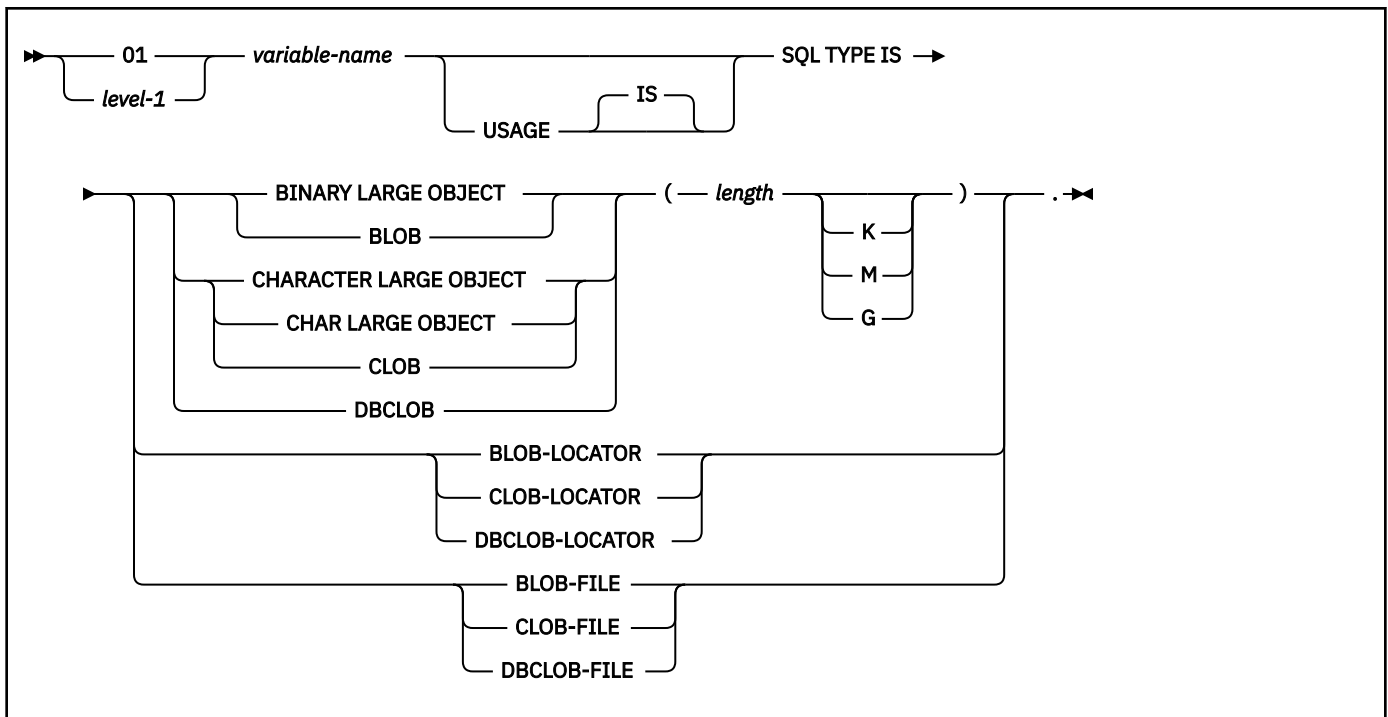 01 variable-name SQL TYPE IS
level-1 IS
USAGE
BINARY LARGE OBJECT ( length ) .
BLOB K
CHARACTER LARGE OBJECT M
CHAR LARGE OBJECT G
CLOB
DBCLOB
BLOB-LOCATOR
CLOB-LOCATOR
DBCLOB-LOCATOR
BLOB-FILE
CLOB-FILE
DBCLOB-FILE